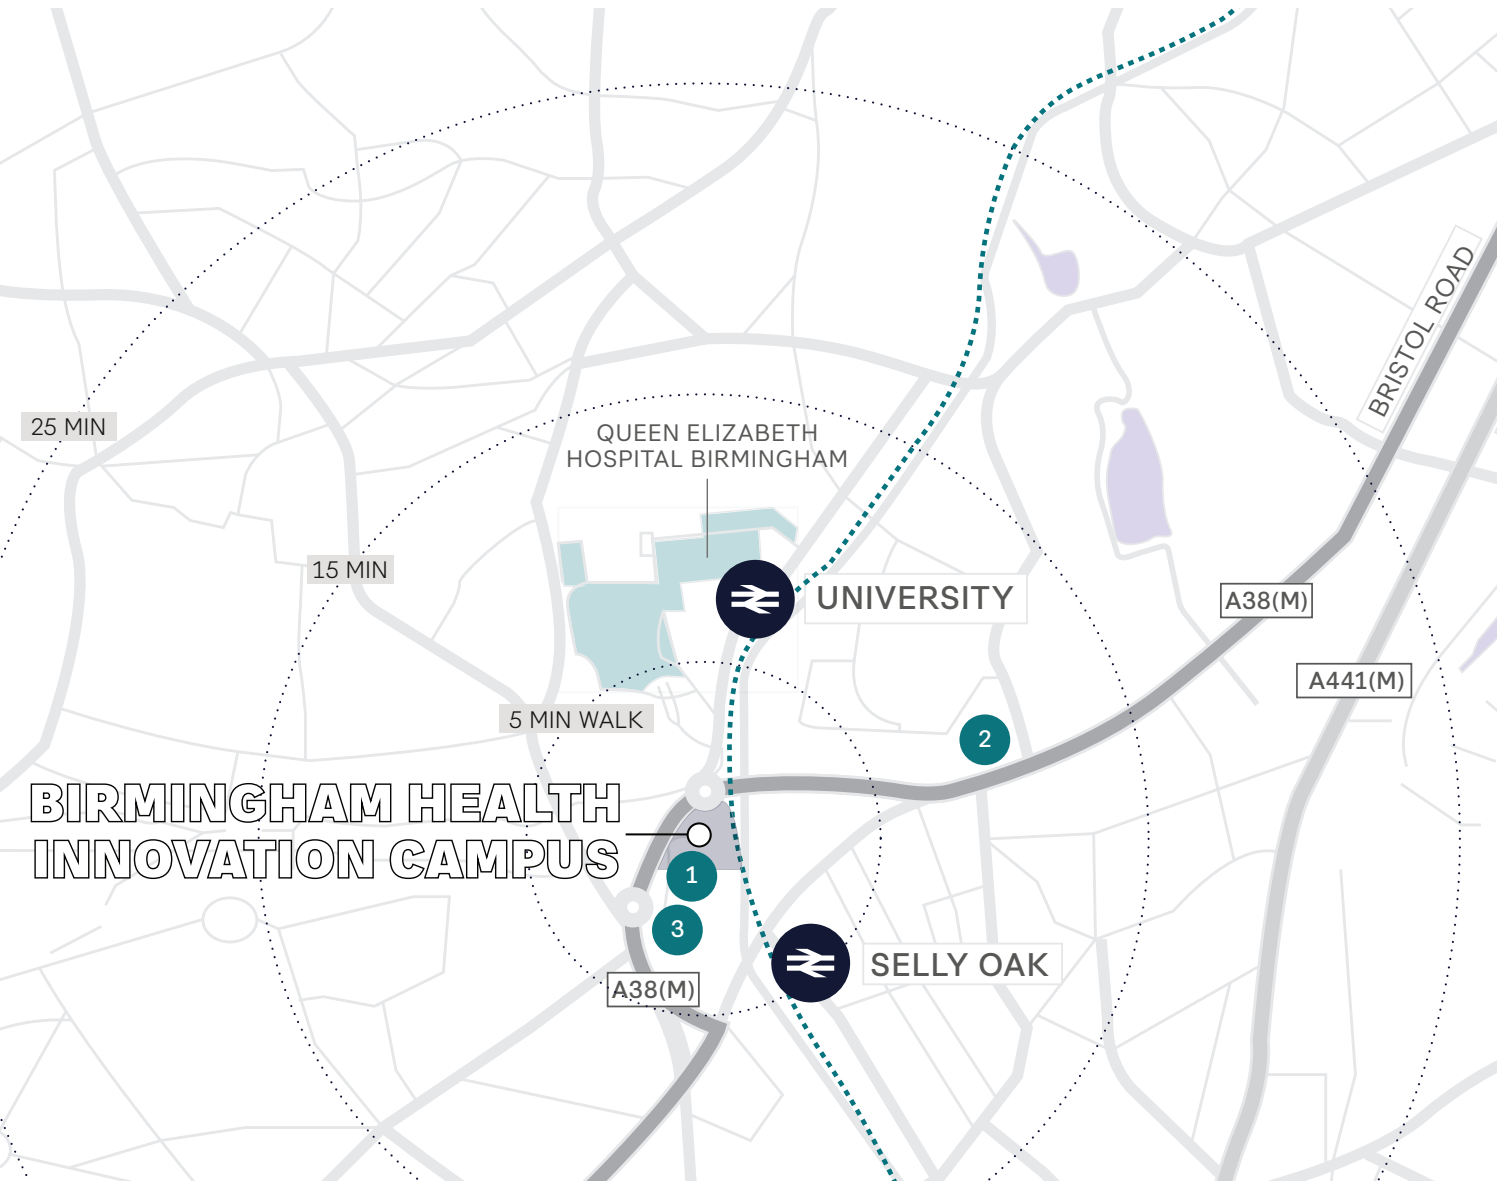 BRISTOL ROAD
25 MIN
QUEEN ELIZABETH
HOSPITAL BIRMINGHAM
15 MIN
UNIVERSITY
A38(M)
A441(M)
5 MIN WALK
2
BIRMINGHAM HEALTH
INNOVATION CAMPUS
1
3
SELLY OAK
A38(M)